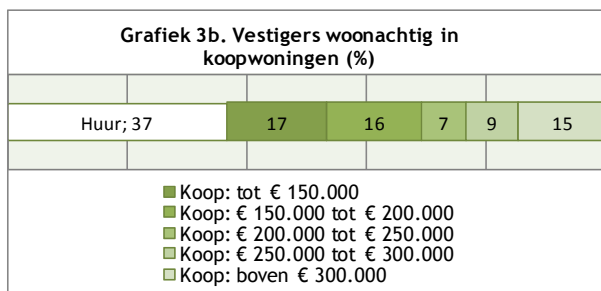 Grafiek 3b. Vestigers woonachtig in
koopwoningen (%)
Huur; 37 17 16 7 9 15
Koop: tot € 150.000
Koop: € 150.000 tot € 200.000
Koop: € 200.000 tot € 250.000
Koop: € 250.000 tot € 300.000
Koop: boven € 300.000